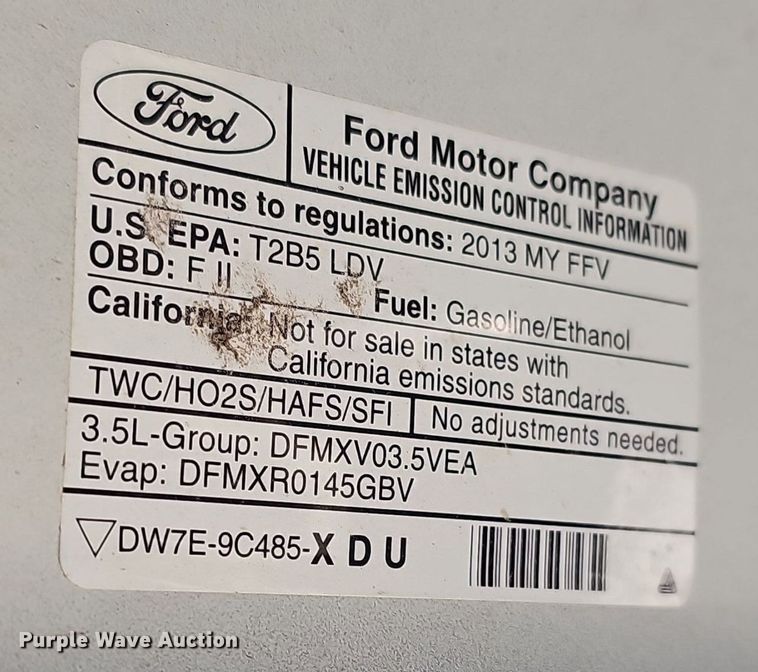 Ford
Ford Motor Company
VEHICLE EMISSION CONTROL INFORMATION
Conforms to regulations: 2013 MY FFV
U.S. EPA: T2B5 LDV
OBD: F II Fuel: Gasoline/Ethanol
California: Not for sale in states with
California emissions standards.
TWC/HO2S/HAFS/SFI No adjustments needed.
3.5L-Group: DFMXV03.5VEA
Evap: DFMXR0145GBV
DW7E-9C485-X D U
Purple Wave Auction